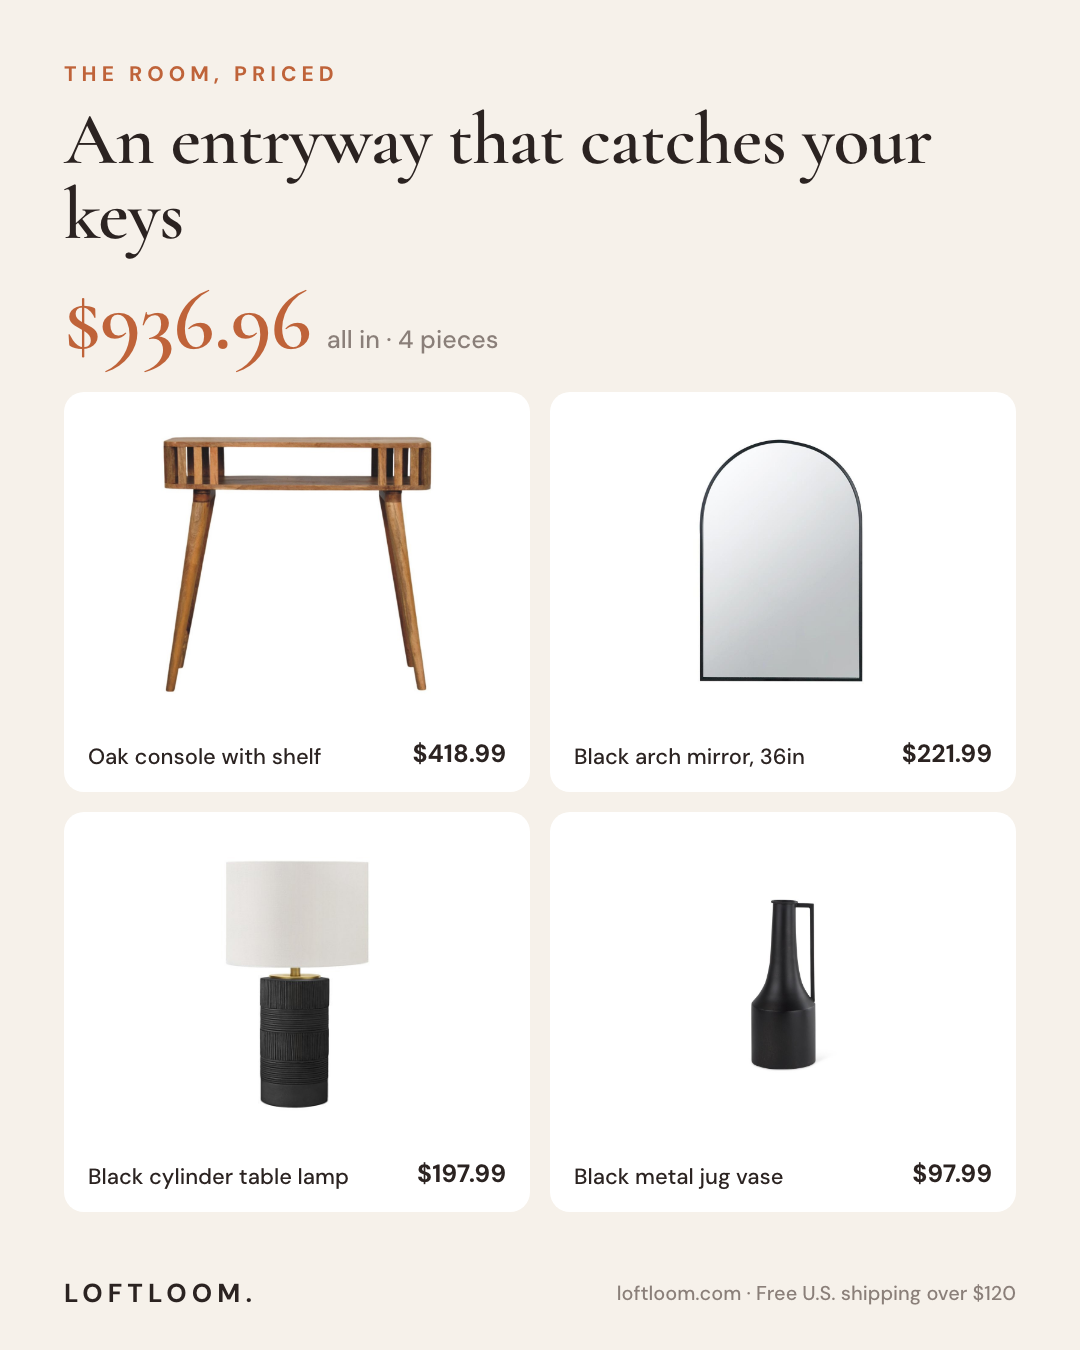 THE ROOM, PRICED
An entryway that catches your
keys
$936.96 all in · 4 pieces
Oak console with shelf $418.99
Black arch mirror, 36in $221.99
Black cylinder table lamp $197.99
Black metal jug vase $97.99
LOFTLOOM.
loftloom.com · Free U.S. shipping over $120